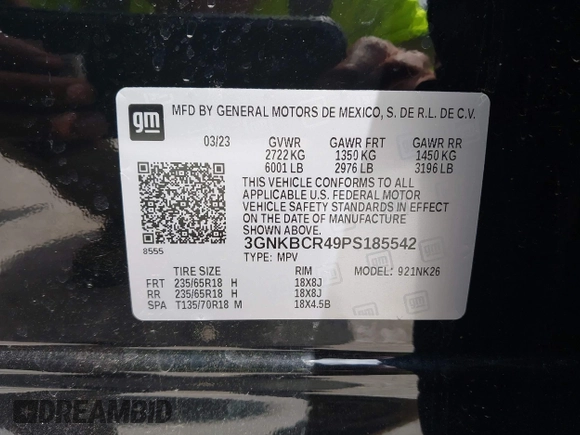 gm MFD BY GENERAL MOTORS DE MEXICO, S. DE R.L. DE C.V.
03/23 GVWR GAWR FRT GAWR RR
2722 KG 1350 KG 1450 KG
6001 LB 2976 LB 3196 LB
THIS VEHICLE CONFORMS TO ALL
APPLICABLE U.S. FEDERAL MOTOR
VEHICLE SAFETY STANDARDS IN EFFECT
ON THE DATE OF MANUFACTURE
SHOWN ABOVE.
8555 3GNKBCR49PS185542
TYPE: MPV MODEL: 921NK26
TIRE SIZE RIM
FRT 235/65R18 H 18X8J
RR 235/65R18 H 18X8J
SPA T135/70R18 M 18X4.5B
DREAMBID